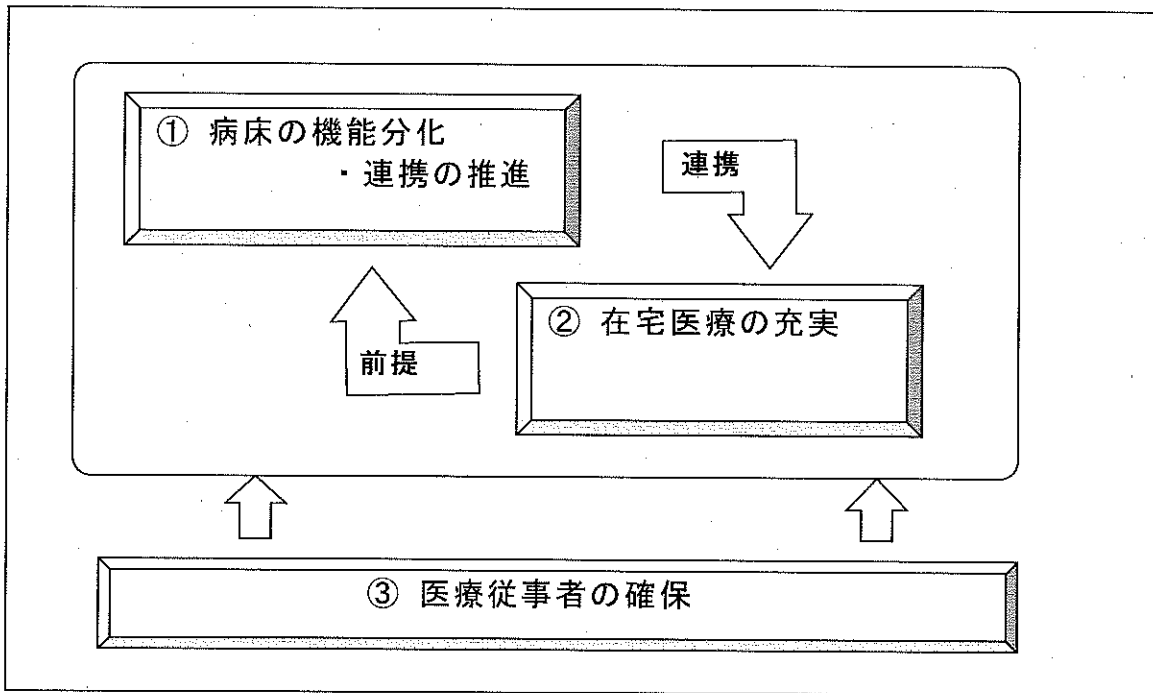 ① 病床の機能分化
・連携の推進
連携
② 在宅医療の充実
前提
③ 医療従事者の確保